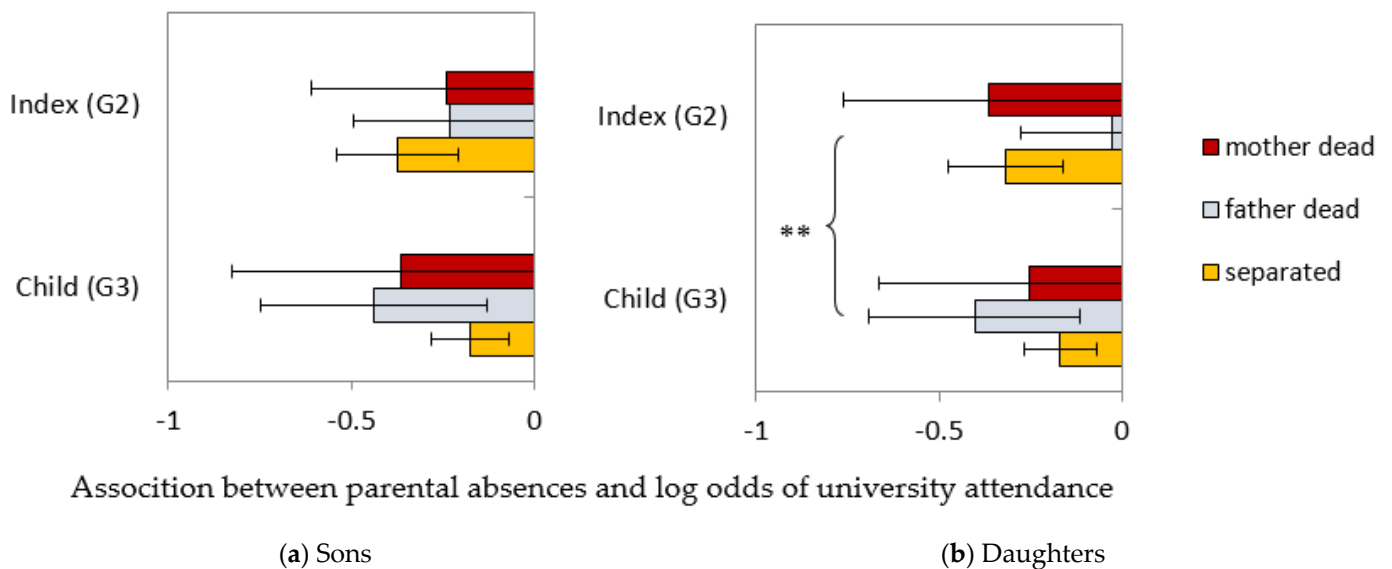 Index (G2)
Child (G3)
-1 -0.5 0
Index (G2)
**
Child (G3)
-1 -0.5 0
mother dead
father dead
separated
Assocition between parental absences and log odds of university attendance
(a) Sons
(b) Daughters